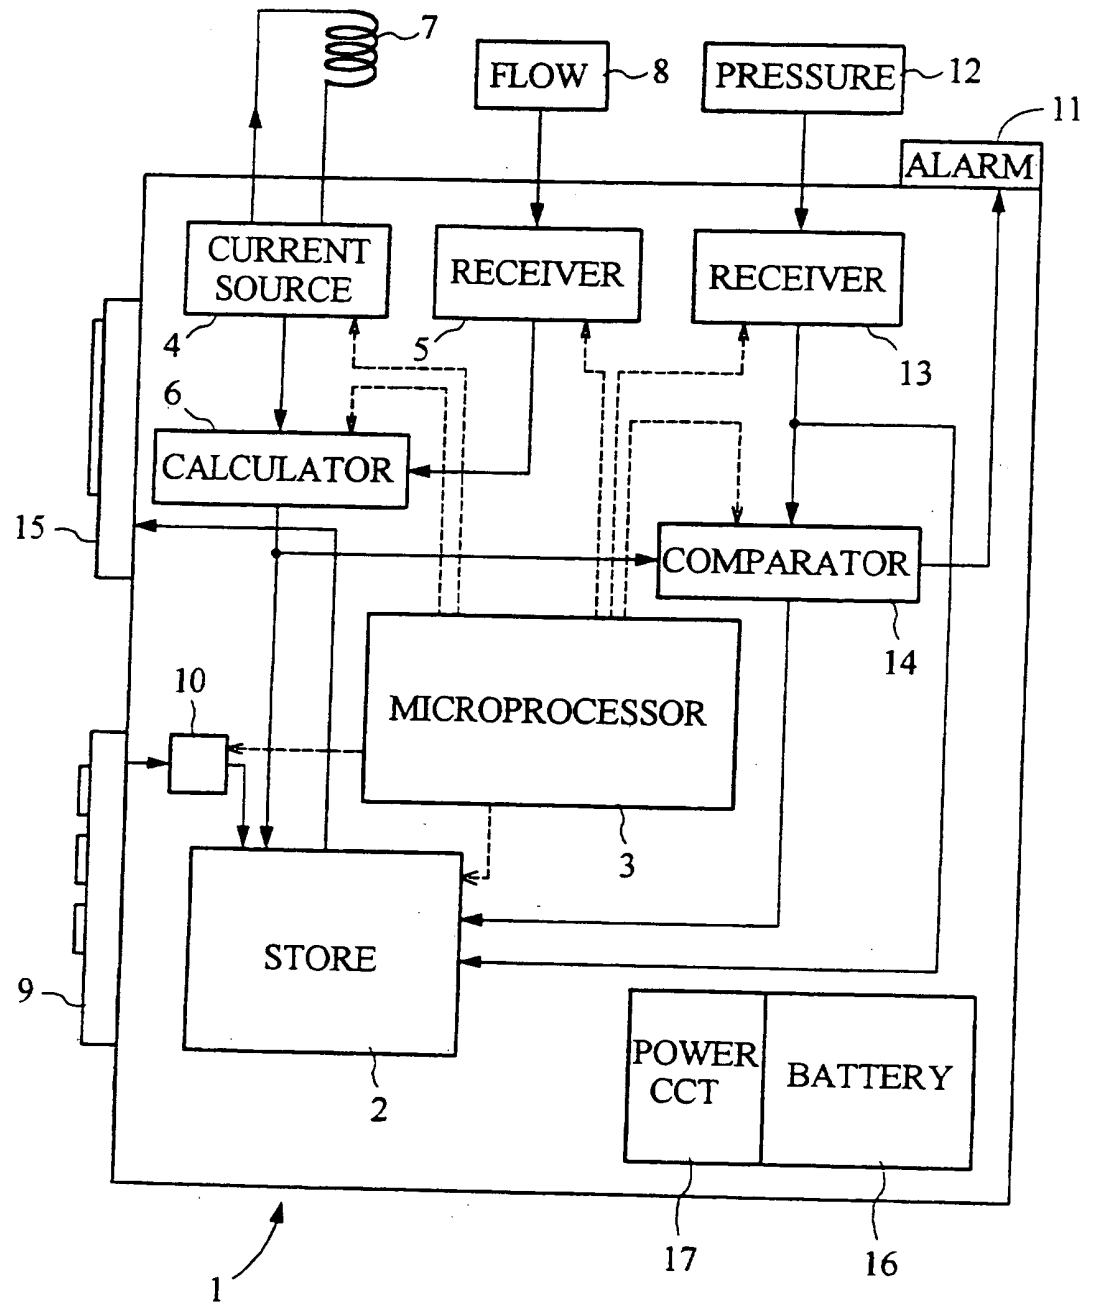 7
FLOW
8
PRESSURE
12
11
ALARM
CURRENT
SOURCE
4
RECEIVER
5
RECEIVER
13
6
CALCULATOR
15
COMPARATOR
14
10
MICROPROCESSOR
3
STORE
2
9
POWER
CCT
BATTERY
17
16
1